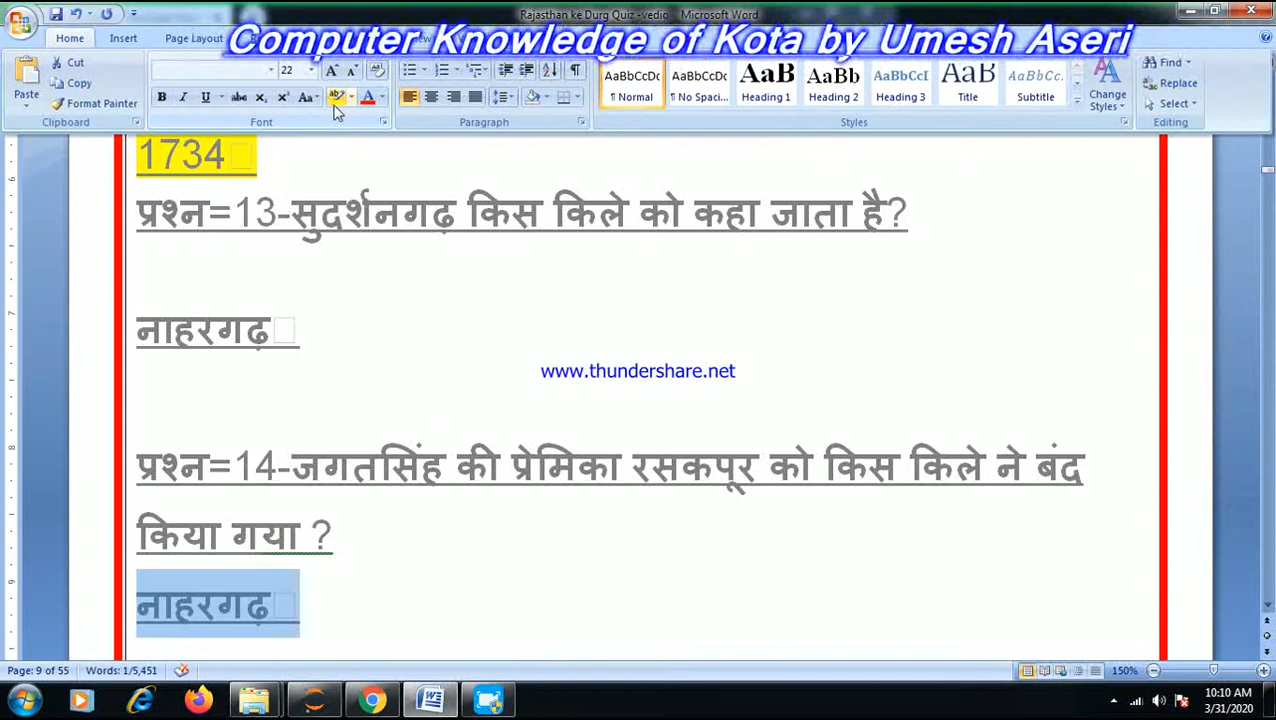 Rajasthan ke Durg Quiz -vedio - Microsoft Word
Computer Knowledge of Kota by Umesh Aseri
Home Insert Page Layout
Cut
Copy
Format Painter
Paste
Clipboard
22
Font
Paragraph
AaBbCcDc AaBbCcDc AaB AaBb AaBbCcI AaB AaBbCcI
¶ Normal ¶ No Spaci... Heading 1 Heading 2 Heading 3 Title Subtitle
Change Styles
Styles
Find
Replace
Select
Editing
1734
प्रश्न=13-सुदर्शनगढ़ किस किले को कहा जाता है?
नाहरगढ़
www.thundershare.net
प्रश्न=14-जगतसिंह की प्रेमिका रसकपूर को किस किले ने बंद
किया गया ?
नाहरगढ़
Page: 9 of 55 Words: 1/5,451 150%
10:10 AM
3/31/2020